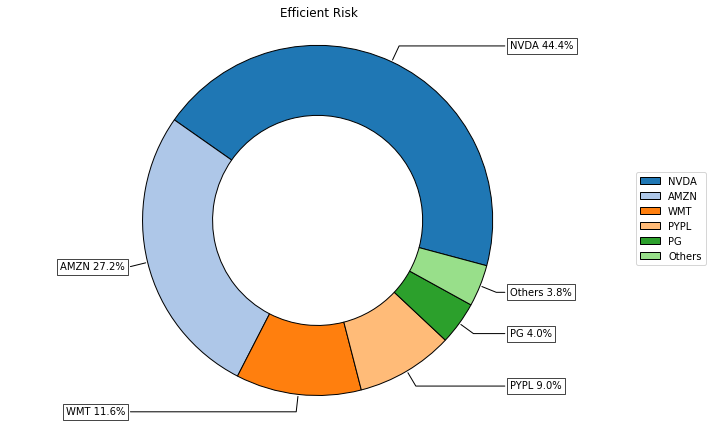 Efficient Risk
NVDA 44.4%
AMZN 27.2%
WMT 11.6%
PYPL 9.0%
PG 4.0%
Others 3.8%
NVDA
AMZN
WMT
PYPL
PG
Others